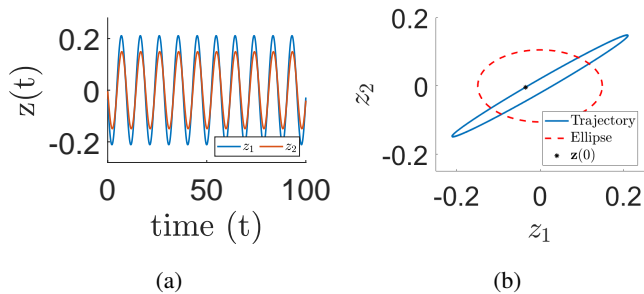 0.2
0
-0.2
z(t)
z₁ z₂
0 50 100
time (t)
(a)
0.2
0
-0.2
z₂
Trajectory
Ellipse
z(0)
-0.2 0 0.2
z₁
(b)